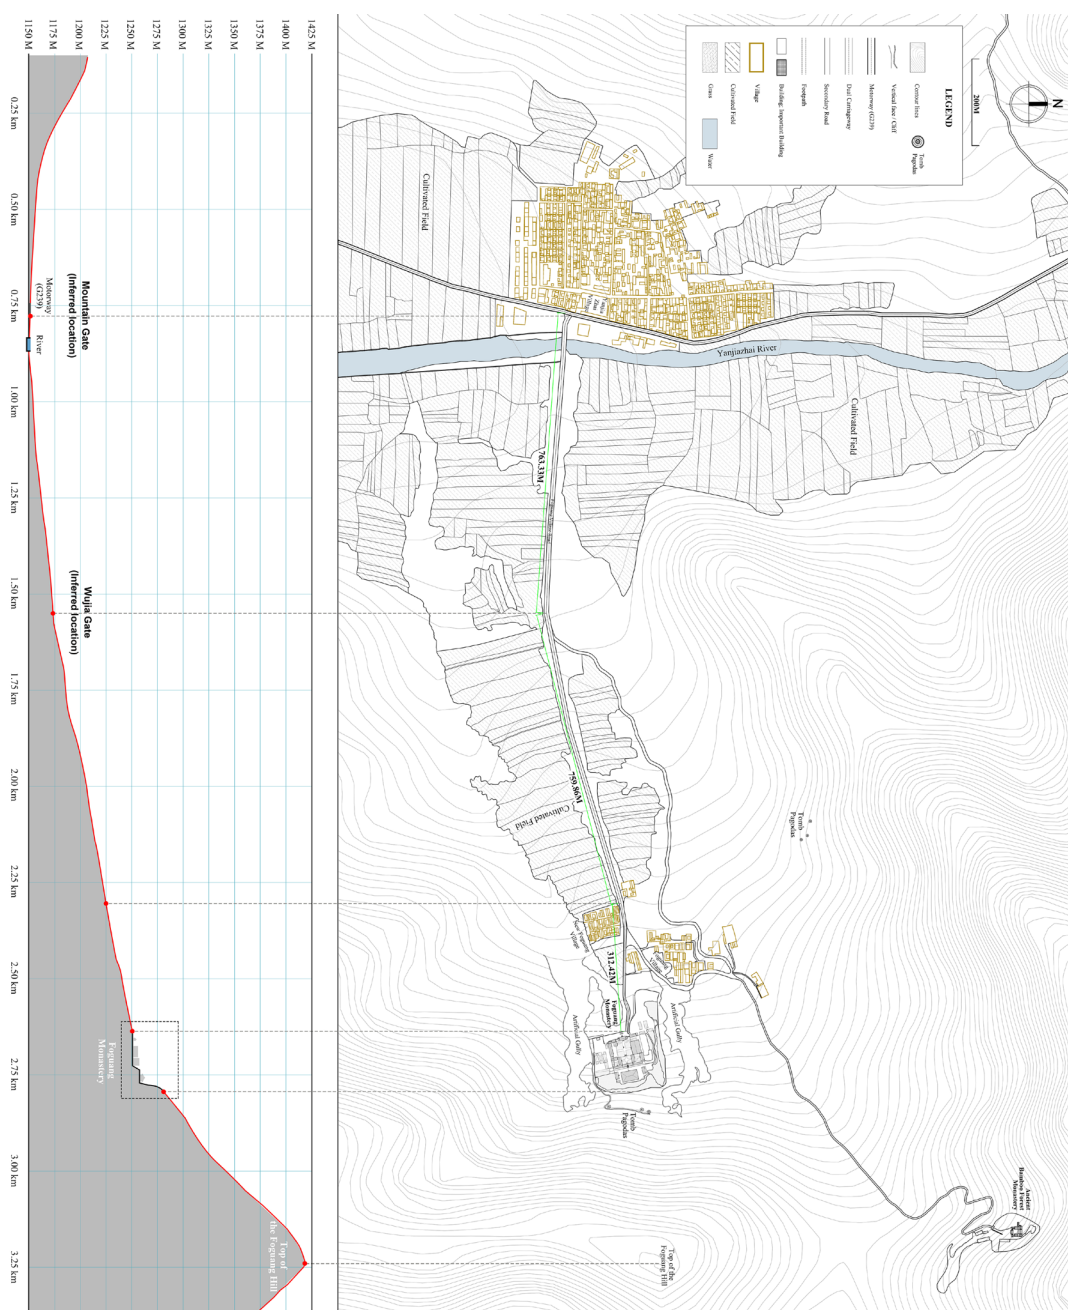 N
200M
LEGEND
Contour lines
Tomb
Pagodas
Vertical face / Cliff
Motorway (G239)
Dual Carriageway
Secondary Road
Footpath
Building; Important Building
Village
Cultivated Field
Grass
Water
Cultivated Field
Yanjiazhai River
Cultivated Field
763.33M
759.86M
Cultivated Field
Tomb
Pagodas
New Foguang
Village
Foguang
Village
312.42M
Foguang
Monastery
Artificial Gully
Artificial Gully
Tomb
Pagodas
Ancient
Bamboo Forest
Monastery
Top of the
Foguang Hill
1425 M
1400 M
1375 M
1350 M
1325 M
1300 M
1275 M
1250 M
1225 M
1200 M
1175 M
1150 M
Mountain Gate
(Inferred location)
Motorway
(G239)
River
Wujia Gate
(Inferred location)
Foguang
Monastery
Top of
the Foguang Hill
0.25 km
0.50 km
0.75 km
1.00 km
1.25 km
1.50 km
1.75 km
2.00 km
2.25 km
2.50 km
2.75 km
3.00 km
3.25 km